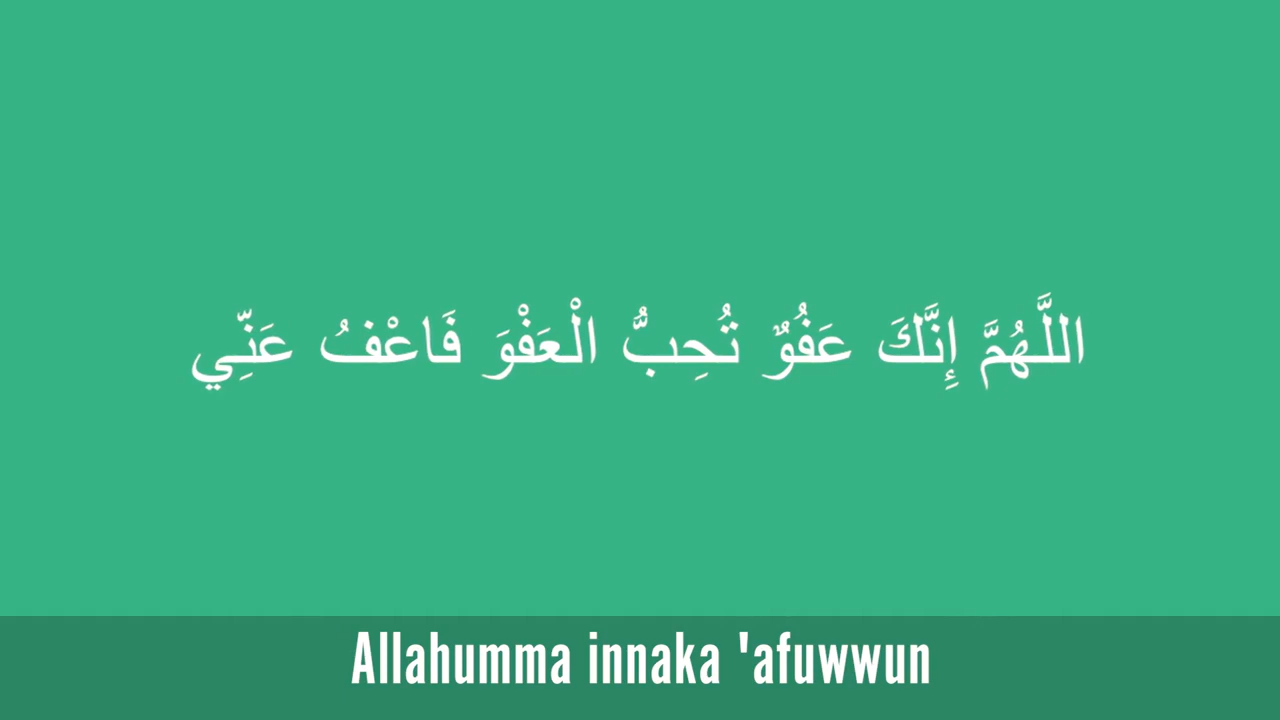 اللَّهُمَّ إِنَّكَ عَفُوٌّ تُحِبُّ الْعَفْوَ فَاعْفُ عَنِّي
Allahumma innaka 'afuwwun